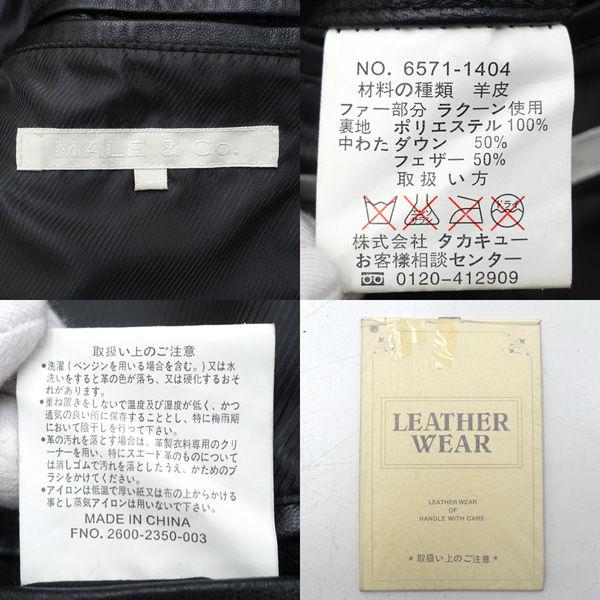 MALE & Co.
NO. 6571-1404
材料の種類 羊皮
ファー部分 ラクーン使用
裏地 ポリエステル 100%
中わた ダウン 50%
フェザー 50%
取扱い方
ドライ
株式会社 タカキュー
お客様相談センター
0120-412909
取扱い上のご注意
●洗濯(ベンジンを用いる場合を含む。)又は水
洗いをすると革の色が落ち、又は硬化するおそ
れがあります。
●重ね置きをしないで温度及び湿度が低く、かつ
通気の良い所に保存することとし、特に梅雨期
において陰干しを行って下さい。
●革の汚れを落とす場合は、革製衣料専用のクリ
ーナーを用い、特にスエード革のものについて
は消しゴムで汚れを落としたうえ、かためのブ
ラシをかけてください。
●アイロンは低温で厚い紙又は布の上からかける
事とし蒸気アイロンは用いないで下さい。
MADE IN CHINA
FNO. 2600-2350-003
LEATHER
WEAR
LEATHER WEAR
OF
HANDLE WITH CARE.
* 取扱い上のご注意 *